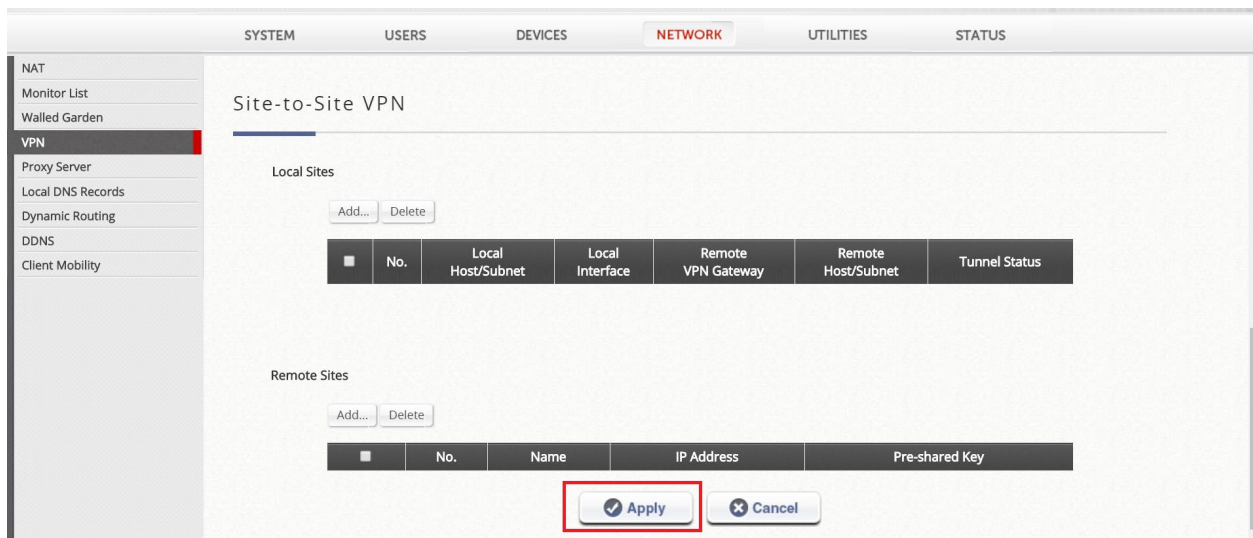 SYSTEM USERS DEVICES NETWORK UTILITIES STATUS
NAT
Monitor List
Walled Garden
VPN
Proxy Server
Local DNS Records
Dynamic Routing
DDNS
Client Mobility
Site-to-Site VPN
Local Sites
Add... Delete
No. Local Host/Subnet Local Interface Remote VPN Gateway Remote Host/Subnet Tunnel Status
Remote Sites
Add... Delete
No. Name IP Address Pre-shared Key
Apply Cancel